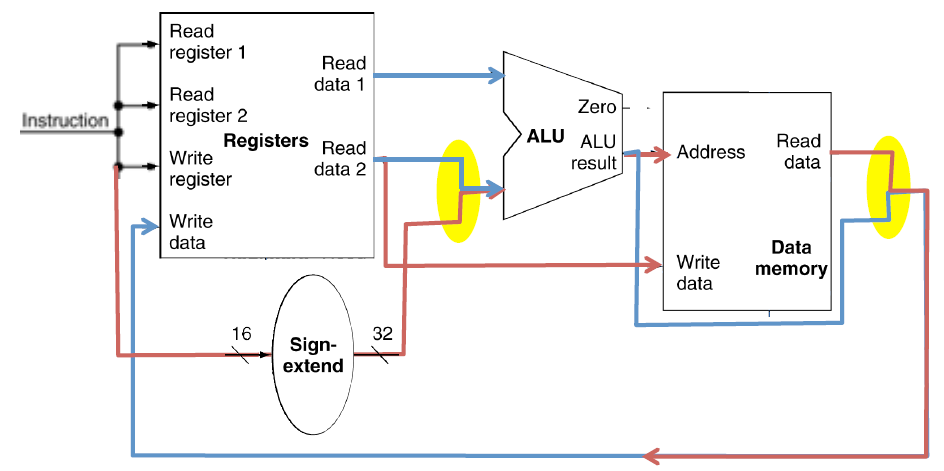 Instruction
Read
register 1
Read
register 2
Write
register
Write
data
Registers
Read
data 1
Read
data 2
16
Sign-
extend
32
Zero
ALU
ALU
result
Address
Read
data
Write
data
Data
memory